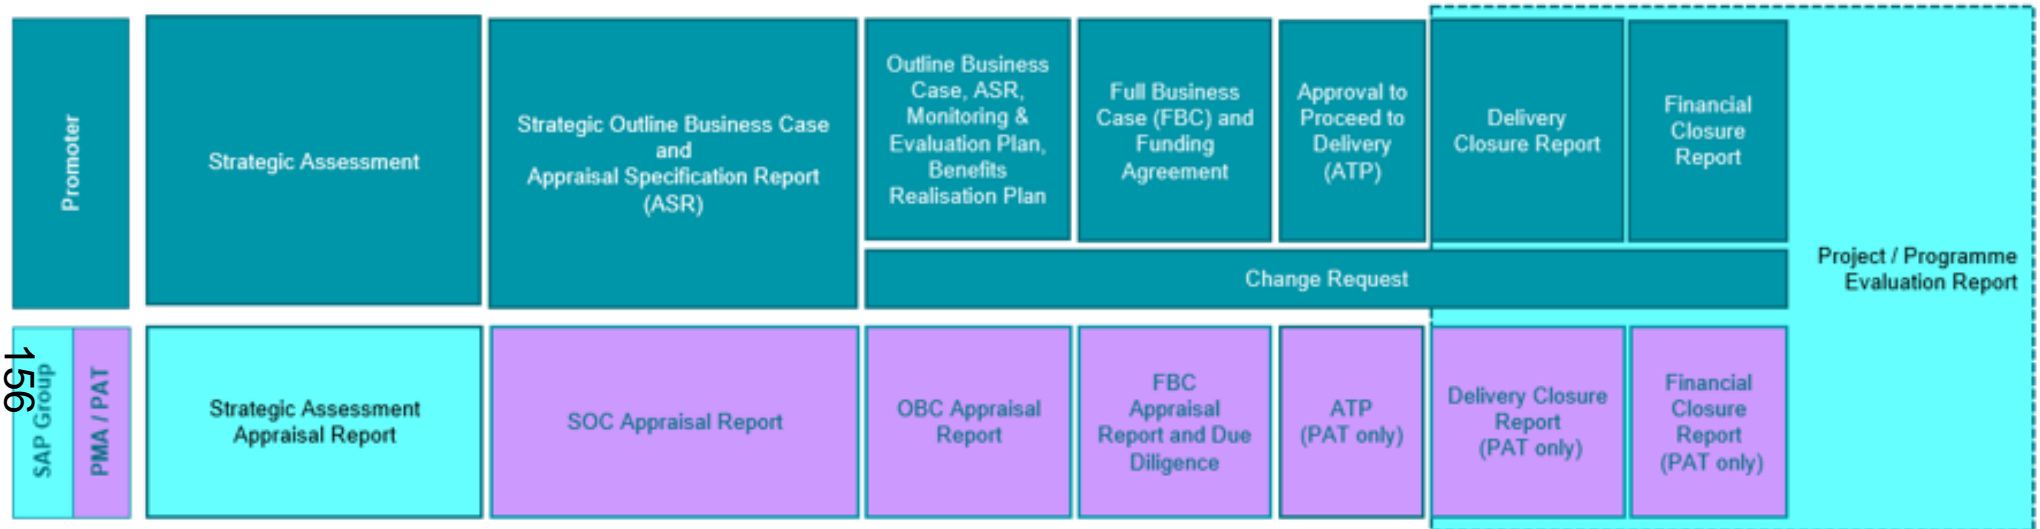 Promoter
Strategic Assessment
Strategic Outline Business Case
and
Appraisal Specification Report
(ASR)
Outline Business
Case, ASR,
Monitoring &
Evaluation Plan,
Benefits
Realisation Plan
Full Business
Case (FBC) and
Funding
Agreement
Approval to
Proceed to
Delivery
(ATP)
Delivery
Closure Report
Financial
Closure
Report
Change Request
Project / Programme
Evaluation Report
156
SAP Group
PMA / PAT
Strategic Assessment
Appraisal Report
SOC Appraisal Report
OBC Appraisal
Report
FBC
Appraisal
Report and Due
Diligence
ATP
(PAT only)
Delivery Closure
Report
(PAT only)
Financial
Closure
Report
(PAT only)